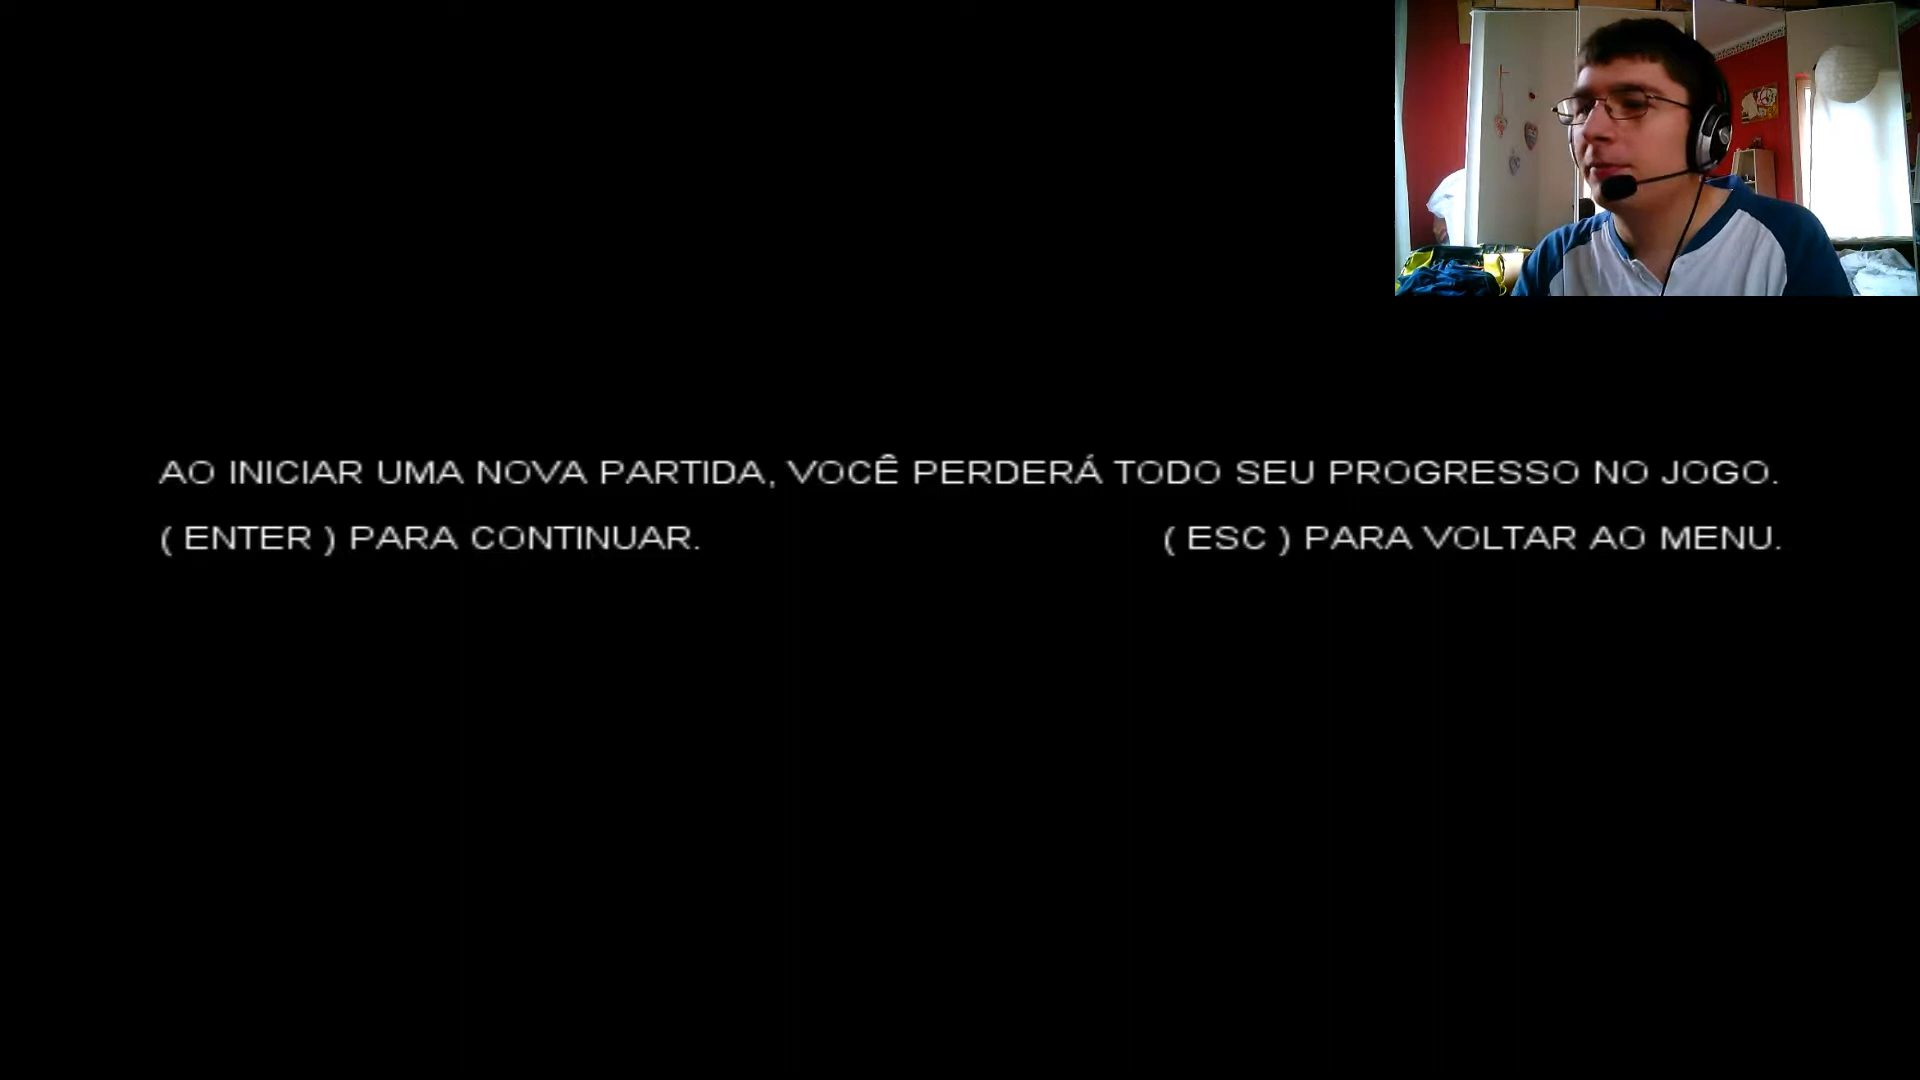 AO INICIAR UMA NOVA PARTIDA, VOCÊ PERDERÁ TODO SEU PROGRESSO NO JOGO.
( ENTER ) PARA CONTINUAR. ( ESC ) PARA VOLTAR AO MENU.